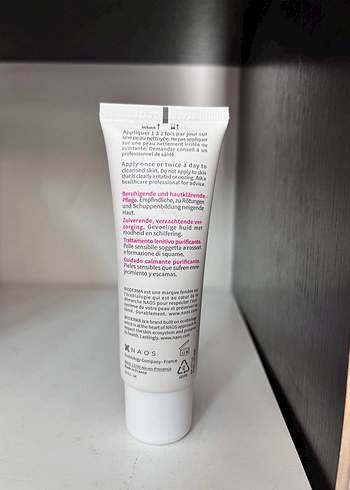 Appliquer 1 à 2 fois par jour sur
une peau nettoyée. Ne pas appliquer
sur une peau nettement irritée ou
suintante. Demander conseil à un
professionnel de santé.
Apply once or twice a day to
cleansed skin. Do not apply to skin
that is clearly irritated or oozing. Ask a
healthcare professional for advice.
Beruhigende und hautklärende
Pflege. Empfindliche, zu Rötungen
und Schuppenbildung neigende
Haut.
Zuiverende, verzachtende ver-
zorging. Gevoelige huid met
roodheid en schilfering.
Trattamento lenitivo purificante.
Pelle sensibile soggetta a rossori
e formazione di squame.
Cuidado calmante purificante.
Pieles sensibles que sufren enro-
jecimiento y escamas.
BIODERMA est une marque fondée sur
l'écobiologie qui est au cœur de la
démarche NAOS pour respecter l'éco-
système de votre peau et préserver sa
santé. Durablement. www.naos.com
BIODERMA is a brand built on ecobiology
which is at the heart of NAOS approach to
respect the skin ecosystem and preserve
its health. Lastingly. www.naos.com
NAOS
Ecobiology Company - France
13290 Aix-en-Provence
Made in France